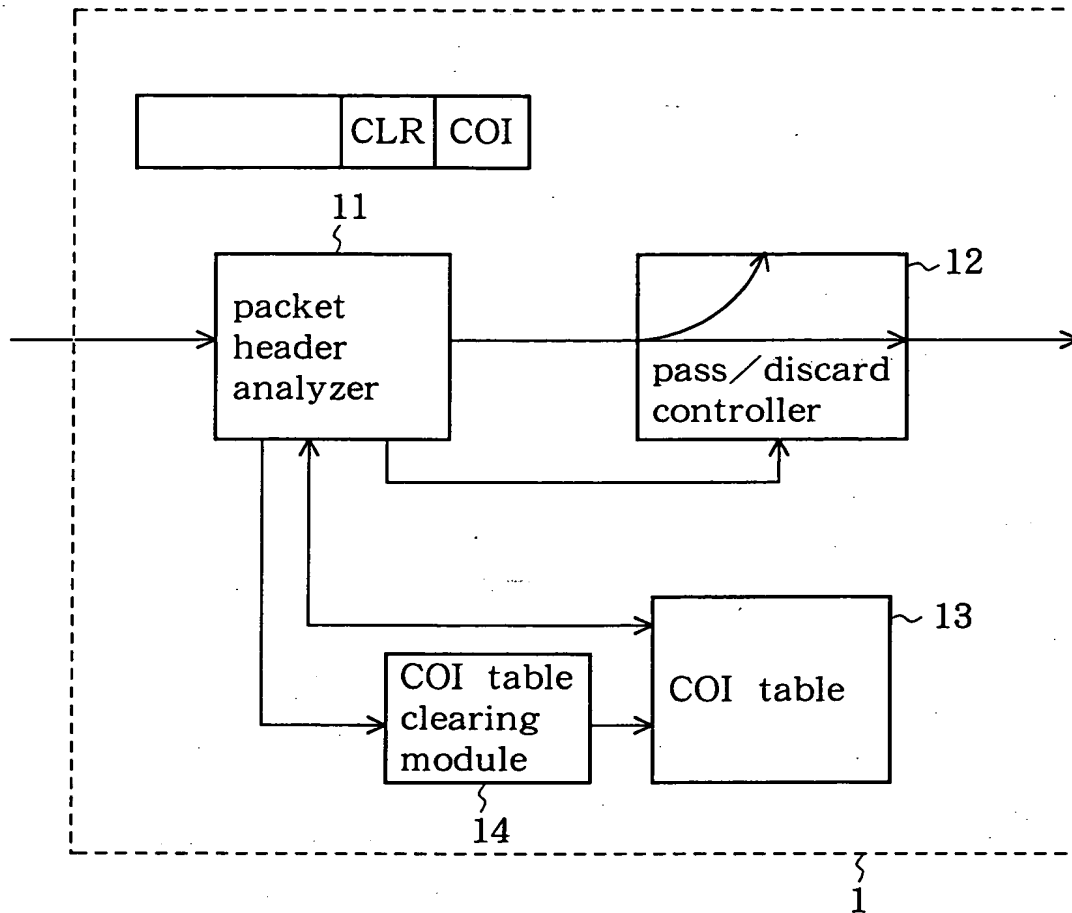 CLR COI
11
packet
header
analyzer
12
pass/discard
controller
13
COI table
COI table
clearing
module
14
1